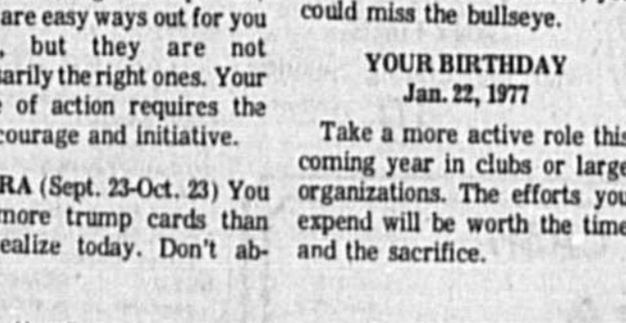 are easy ways out for you
, but they are not
arily the right ones. Your
of action requires the
courage and initiative.
RA (Sept. 23-Oct. 23) You
more trump cards than
ealize today. Don't ab-
could miss the bullseye.
YOUR BIRTHDAY
Jan. 22, 1977
Take a more active role this
coming year in clubs or large
organizations. The efforts you
expend will be worth the time
and the sacrifice.